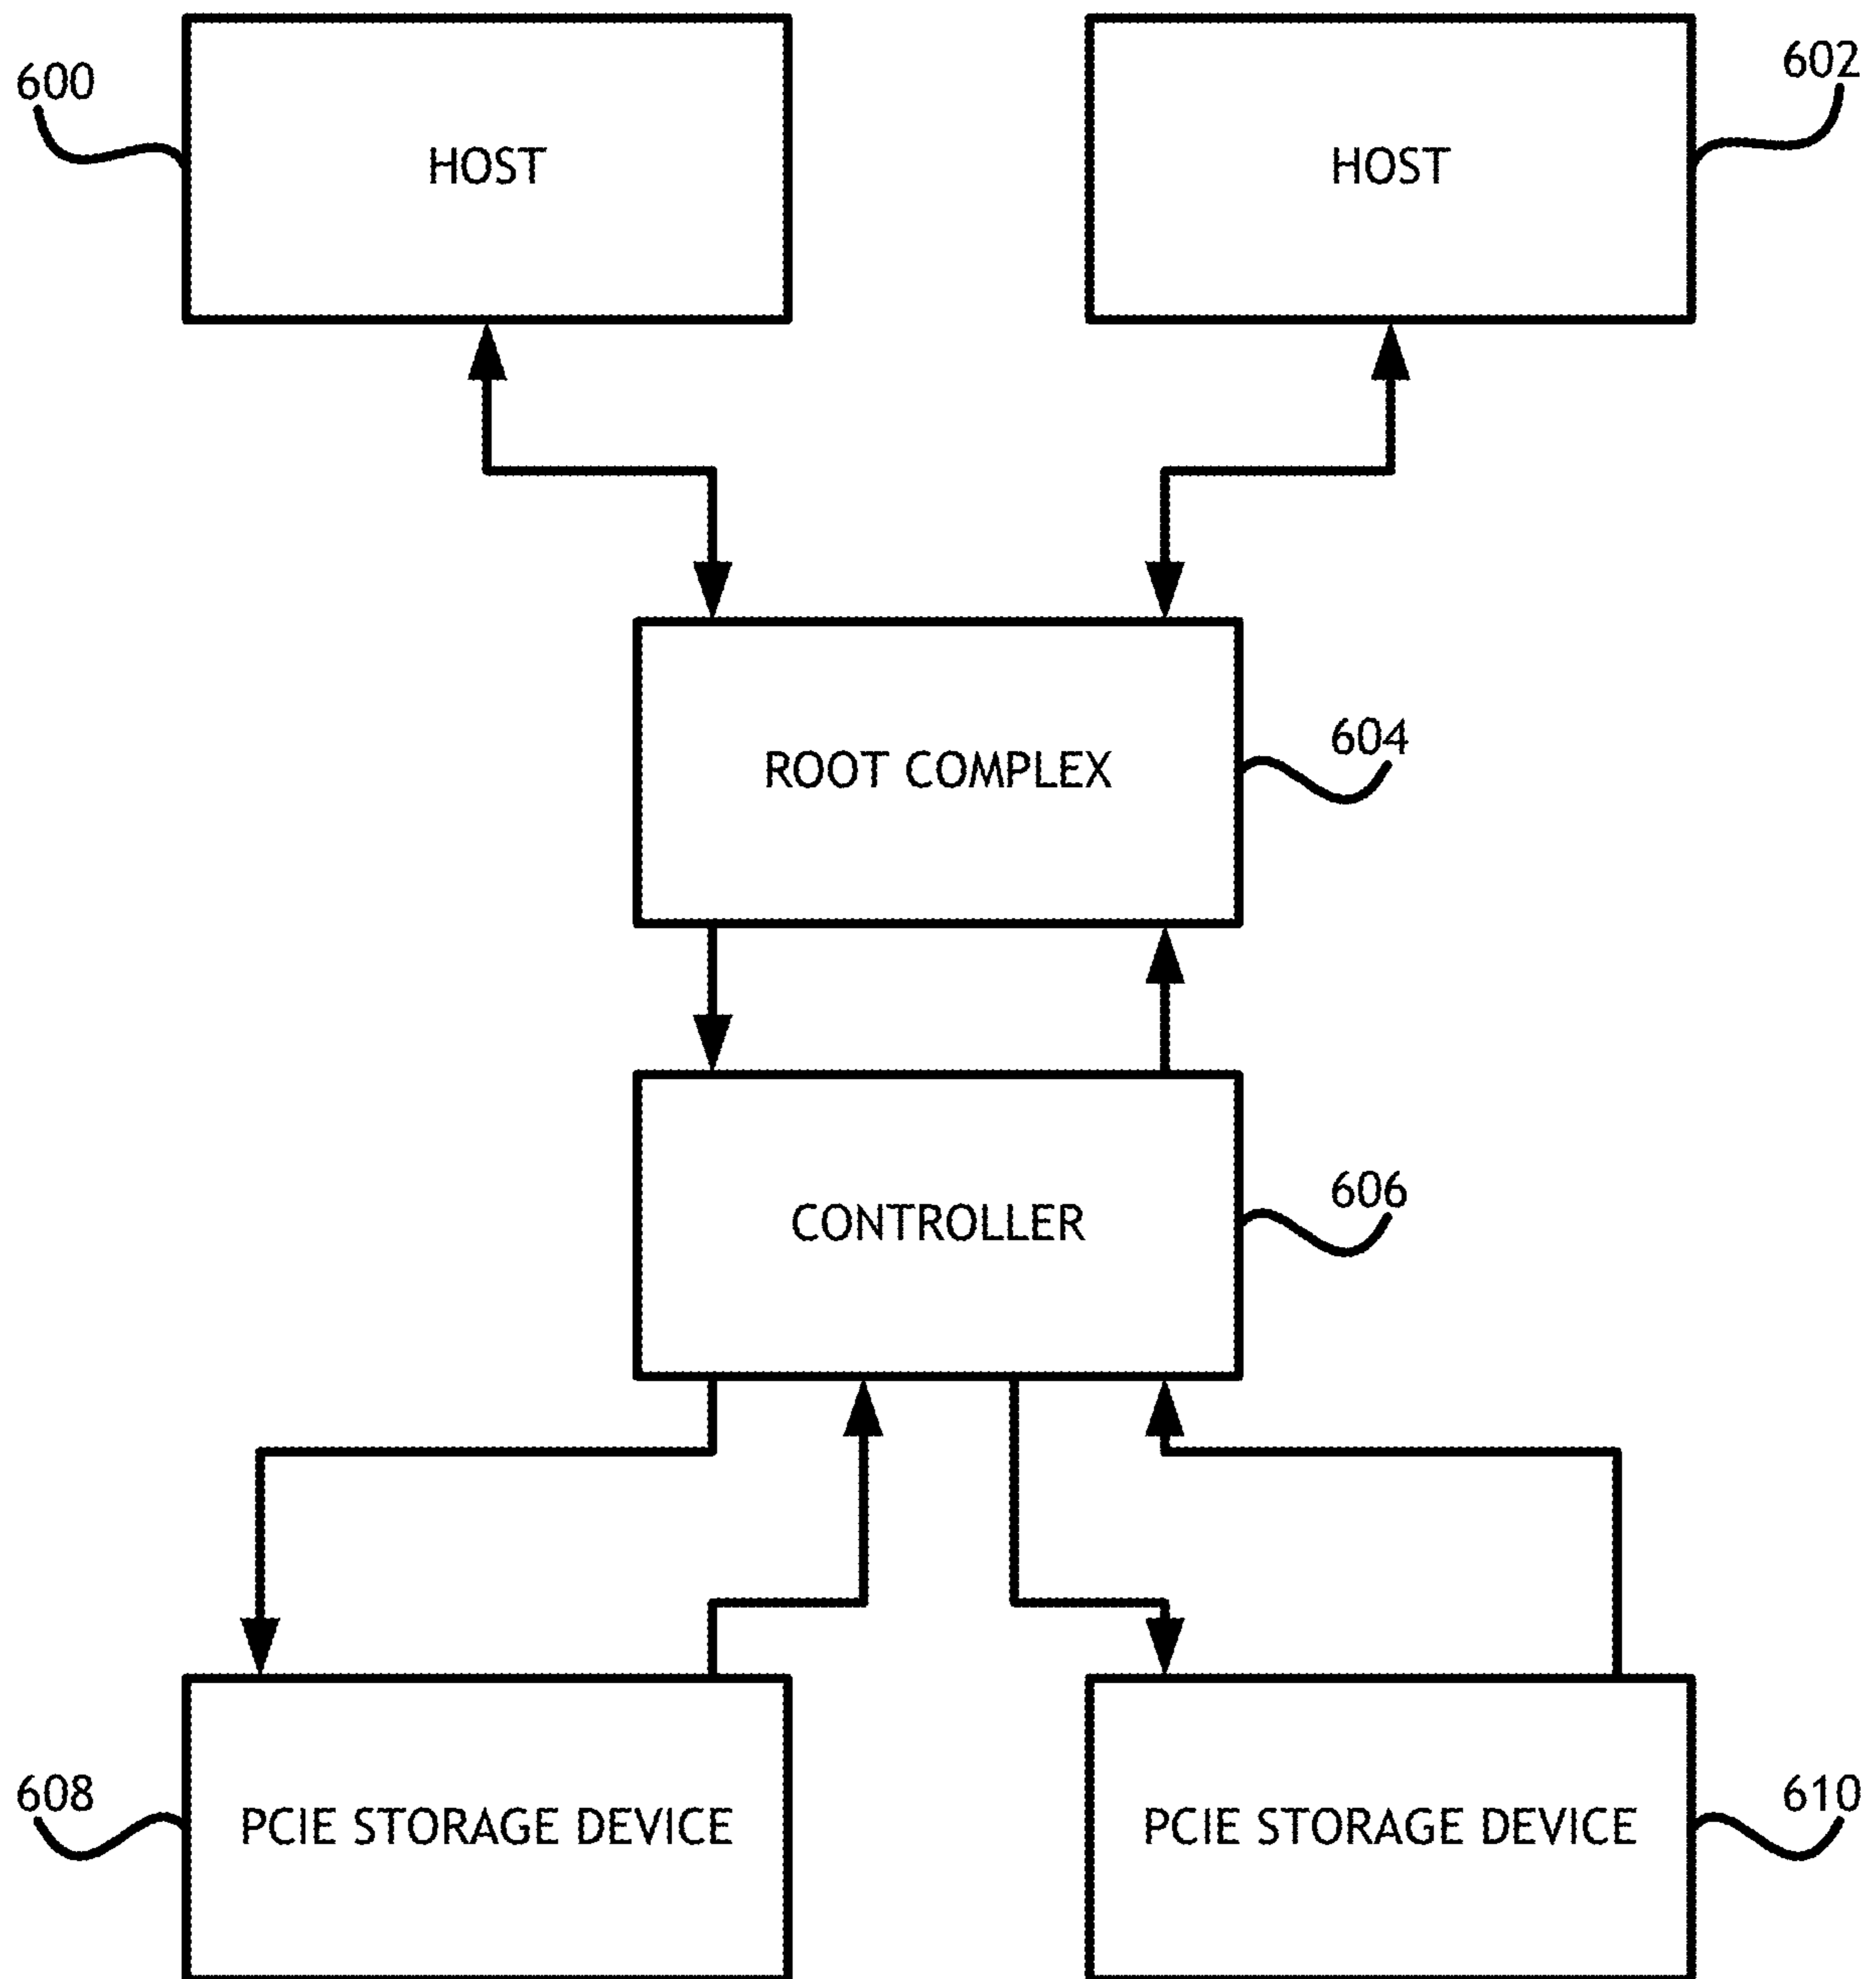 600
602
HOST
HOST
604
ROOT COMPLEX
606
CONTROLLER
608
610
PCIE STORAGE DEVICE
PCIE STORAGE DEVICE